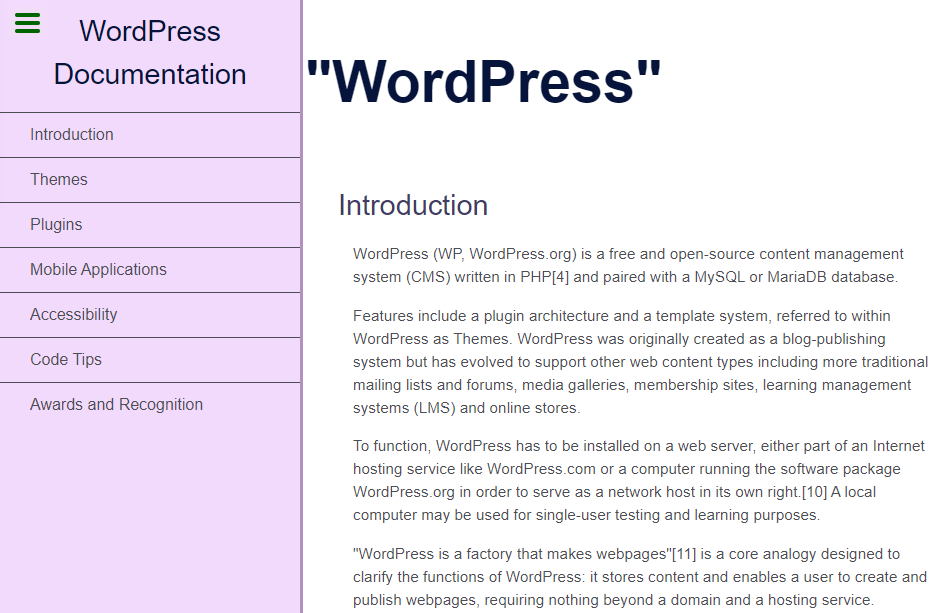 WordPress
Documentation
Introduction
Themes
Plugins
Mobile Applications
Accessibility
Code Tips
Awards and Recognition
"WordPress"
Introduction
WordPress (WP, WordPress.org) is a free and open-source content management
system (CMS) written in PHP[4] and paired with a MySQL or MariaDB database.
Features include a plugin architecture and a template system, referred to within
WordPress as Themes. WordPress was originally created as a blog-publishing
system but has evolved to support other web content types including more traditional
mailing lists and forums, media galleries, membership sites, learning management
systems (LMS) and online stores.
To function, WordPress has to be installed on a web server, either part of an Internet
hosting service like WordPress.com or a computer running the software package
WordPress.org in order to serve as a network host in its own right.[10] A local
computer may be used for single-user testing and learning purposes.
"WordPress is a factory that makes webpages"[11] is a core analogy designed to
clarify the functions of WordPress: it stores content and enables a user to create and
publish webpages, requiring nothing beyond a domain and a hosting service.